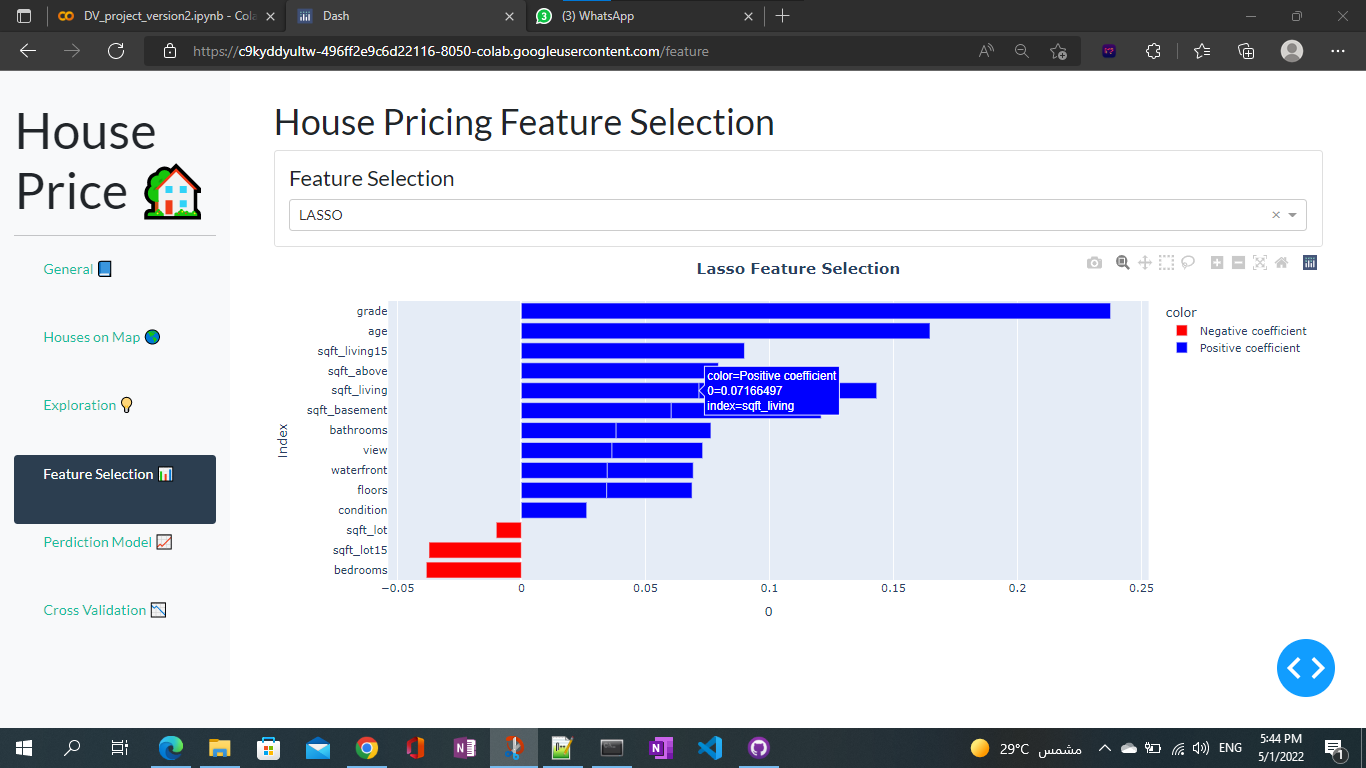 DV_project_version2.ipynb - Cola
Dash
(3) WhatsApp
https://c9kyddyultw-496ff2e9c6d22116-8050-colab.googleusercontent.com/feature
House
Price
General
Houses on Map
Exploration
Feature Selection
Perdiction Model
Cross Validation
House Pricing Feature Selection
Feature Selection
LASSO
Lasso Feature Selection
Index
grade
age
sqft_living15
sqft_above
sqft_living
sqft_basement
bathrooms
view
waterfront
floors
condition
sqft_lot
sqft_lot15
bedrooms
color=Positive coefficient
0=0.07166497
index=sqft_living
−0.05 0 0.05 0.1 0.15 0.2 0.25
0
color
Negative coefficient
Positive coefficient
29°C مشمس
ENG
5:44 PM
5/1/2022
1